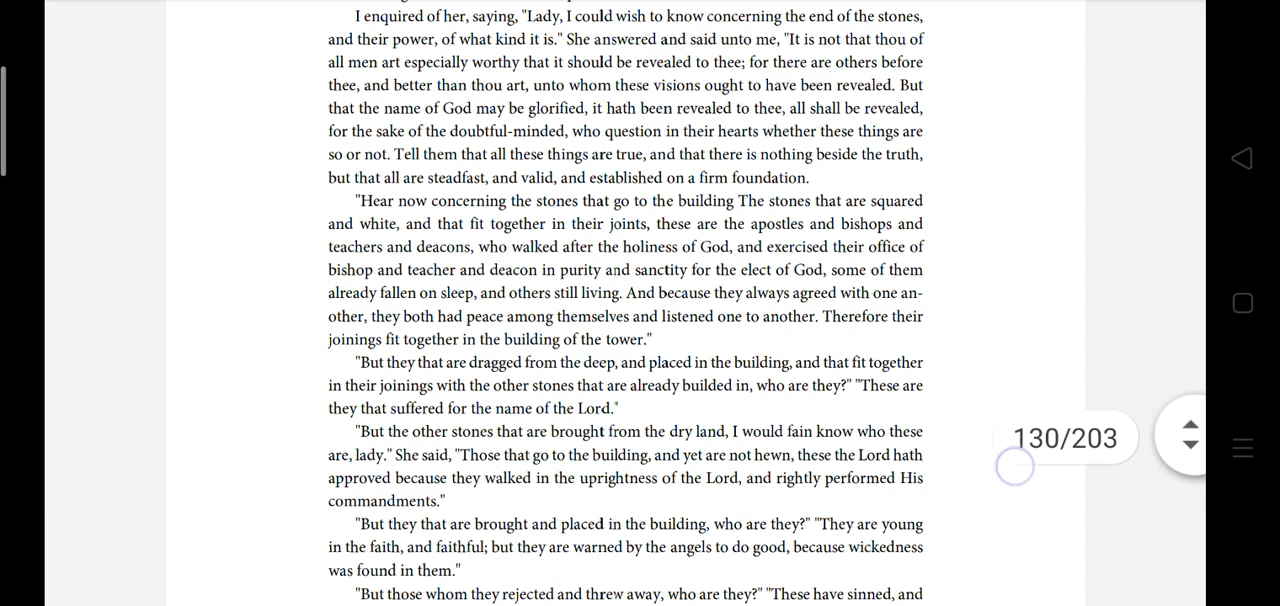 I enquired of her, saying, "Lady, I could wish to know concerning the end of the stones,
and their power, of what kind it is." She answered and said unto me, "It is not that thou of
all men art especially worthy that it should be revealed to thee; for there are others before
thee, and better than thou art, unto whom these visions ought to have been revealed. But
that the name of God may be glorified, it hath been revealed to thee, all shall be revealed,
for the sake of the doubtful-minded, who question in their hearts whether these things are
so or not. Tell them that all these things are true, and that there is nothing beside the truth,
but that all are steadfast, and valid, and established on a firm foundation.
"Hear now concerning the stones that go to the building The stones that are squared
and white, and that fit together in their joints, these are the apostles and bishops and
teachers and deacons, who walked after the holiness of God, and exercised their office of
bishop and teacher and deacon in purity and sanctity for the elect of God, some of them
already fallen on sleep, and others still living. And because they always agreed with one an-
other, they both had peace among themselves and listened one to another. Therefore their
joinings fit together in the building of the tower."
"But they that are dragged from the deep, and placed in the building, and that fit together
in their joinings with the other stones that are already builded in, who are they?" "These are
they that suffered for the name of the Lord."
"But the other stones that are brought from the dry land, I would fain know who these
are, lady." She said, "Those that go to the building, and yet are not hewn, these the Lord hath
approved because they walked in the uprightness of the Lord, and rightly performed His
commandments."
"But they that are brought and placed in the building, who are they?" "They are young
in the faith, and faithful; but they are warned by the angels to do good, because wickedness
was found in them."
"But those whom they rejected and threw away, who are they?" "These have sinned, and
130/203